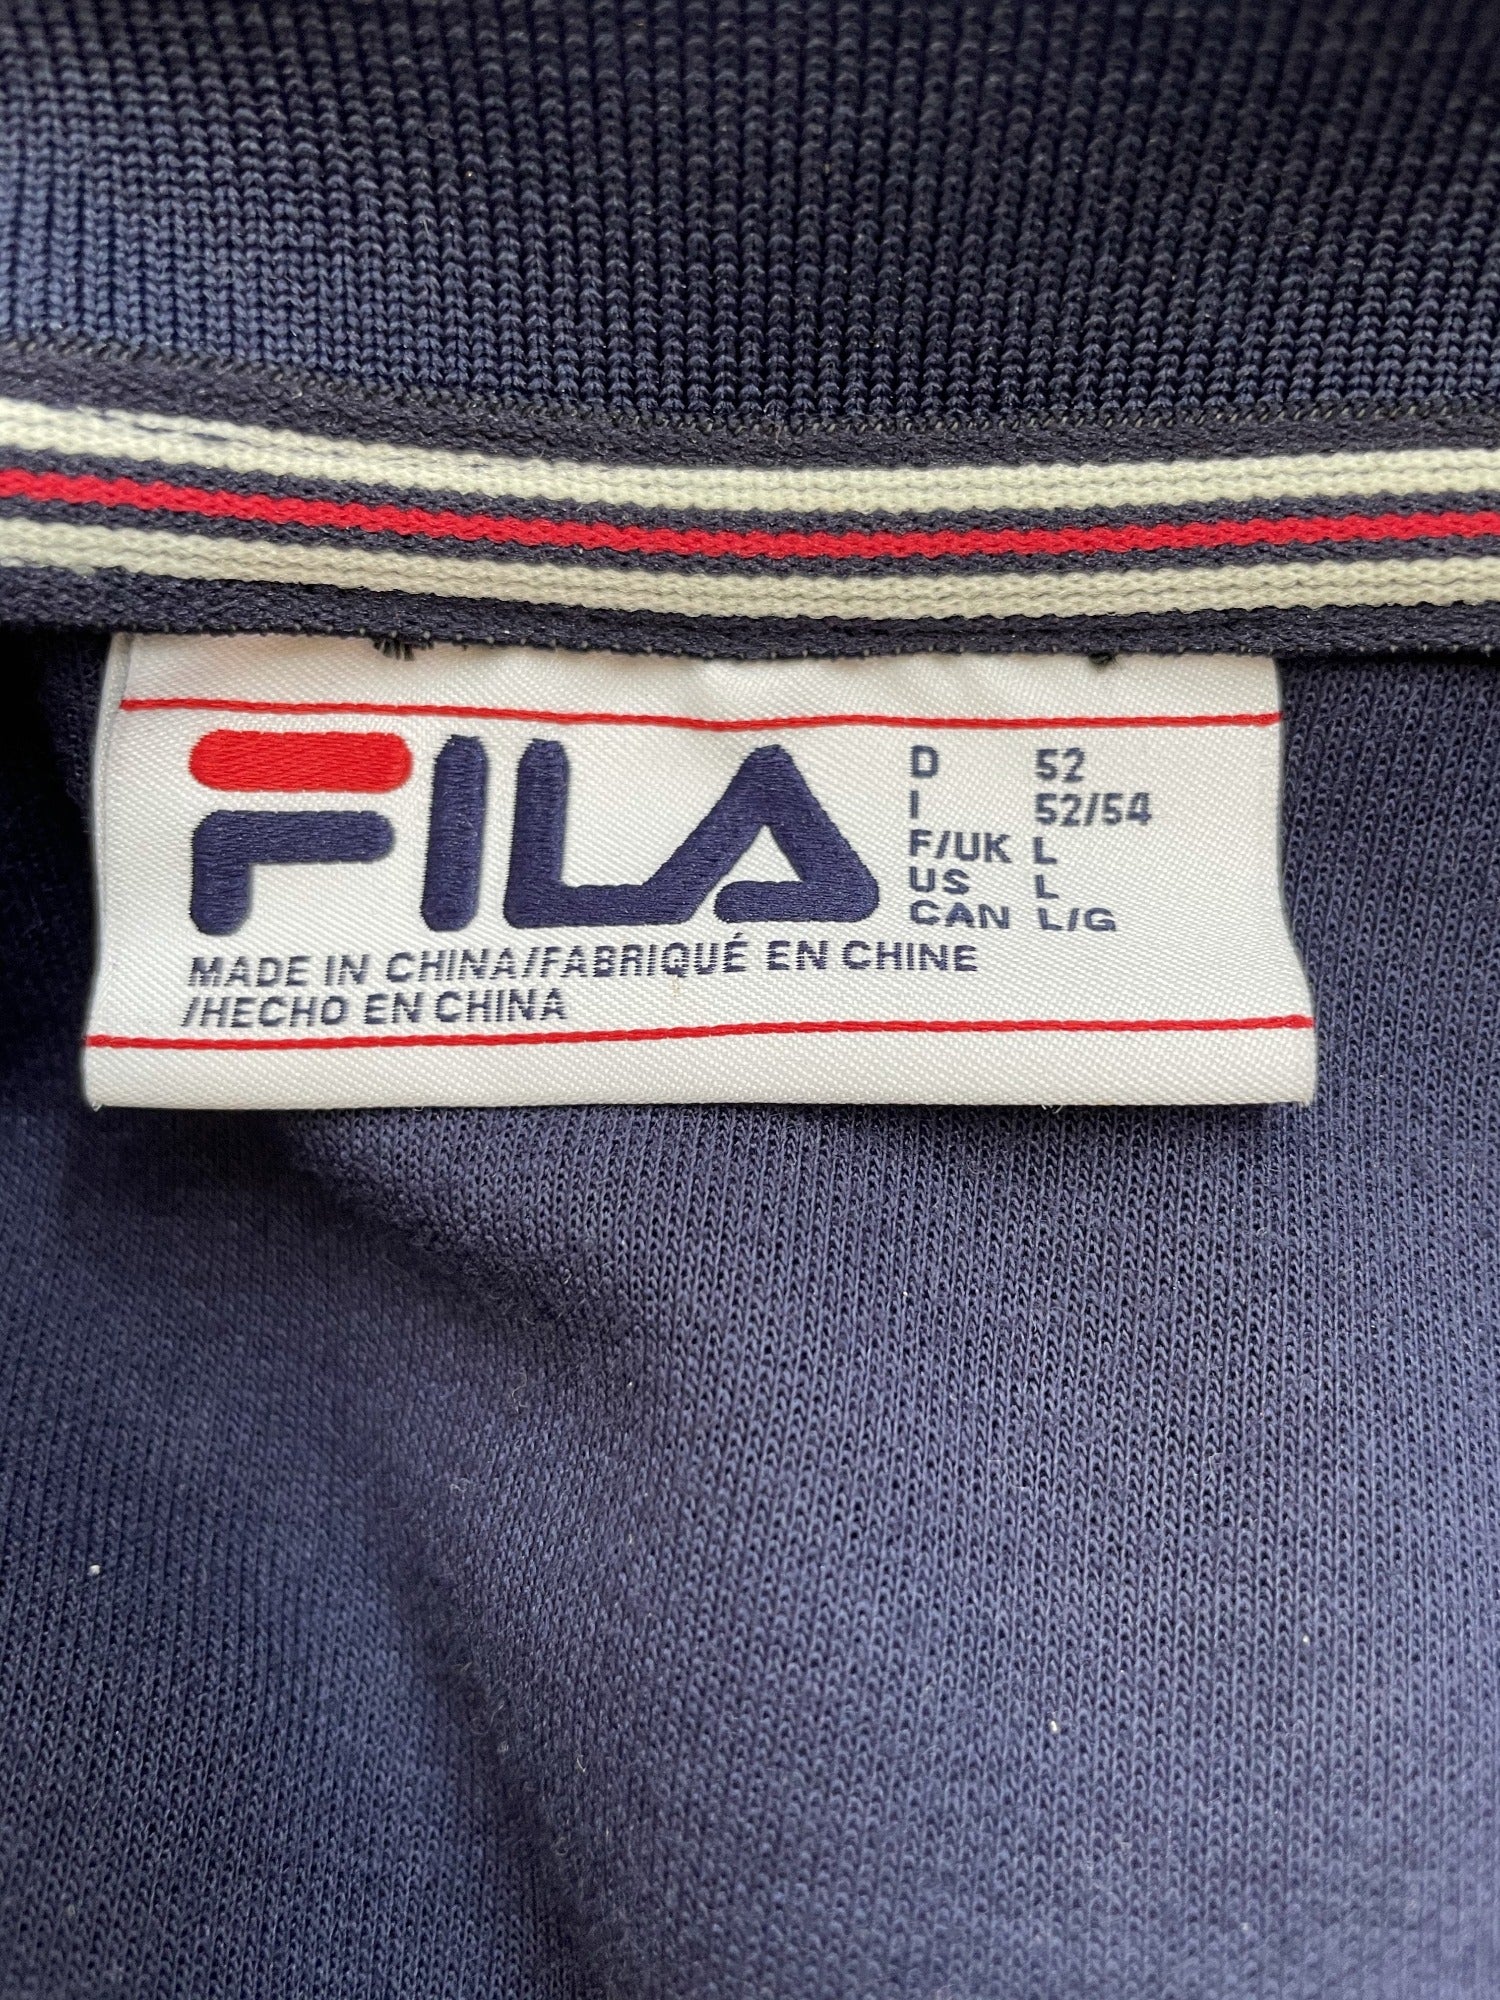 FILA
D 52
I 52/54
F/UK L
US L
CAN L/G
MADE IN CHINA/FABRIQUÉ EN CHINE
/HECHO EN CHINA